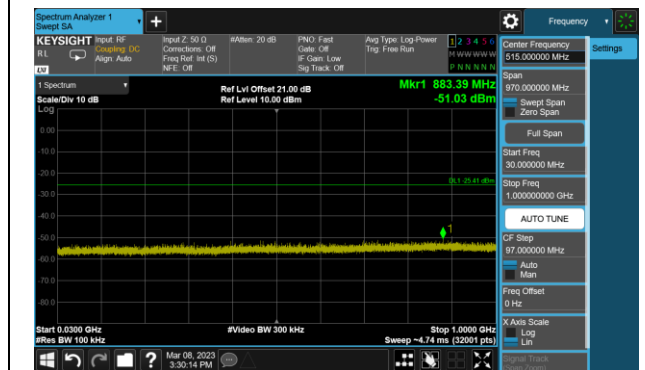 Spectrum Analyzer 1
Swept SA
+
Frequency
KEYSIGHT
RL
LW
Input: RF
Coupling: DC
Align: Auto
Input Z: 50 Ω
Corrections: Off
Freq Ref: Int (S)
NFE: Off
#Atten: 20 dB
PNO: Fast
Gate: Off
IF Gain: Low
Sig Track: Off
Avg Type: Log-Power
Trig: Free Run
1 2 3 4 5 6
M W W W W W
P N N N N N
Center Frequency
515.000000 MHz
Settings
Span
970.000000 MHz
Swept Span
Zero Span
Full Span
Start Freq
30.000000 MHz
Stop Freq
1.000000000 GHz
AUTO TUNE
CF Step
97.000000 MHz
Auto
Man
Freq Offset
0 Hz
X Axis Scale
Log
Lin
Signal Track
1 Spectrum
Scale/Div 10 dB
Log
Ref Lvl Offset 21.00 dB
Ref Level 10.00 dBm
Mkr1 883.39 MHz
-51.03 dBm
0.00
-10.0
-20.0
DL1 -25.41 dBm
-30.0
-40.0
1
-50.0
-60.0
-70.0
-80.0
Start 0.0300 GHz
#Video BW 300 kHz
Stop 1.0000 GHz
#Res BW 100 kHz
Sweep ~4.74 ms (32001 pts)
?
Mar 08, 2023
3:30:14 PM